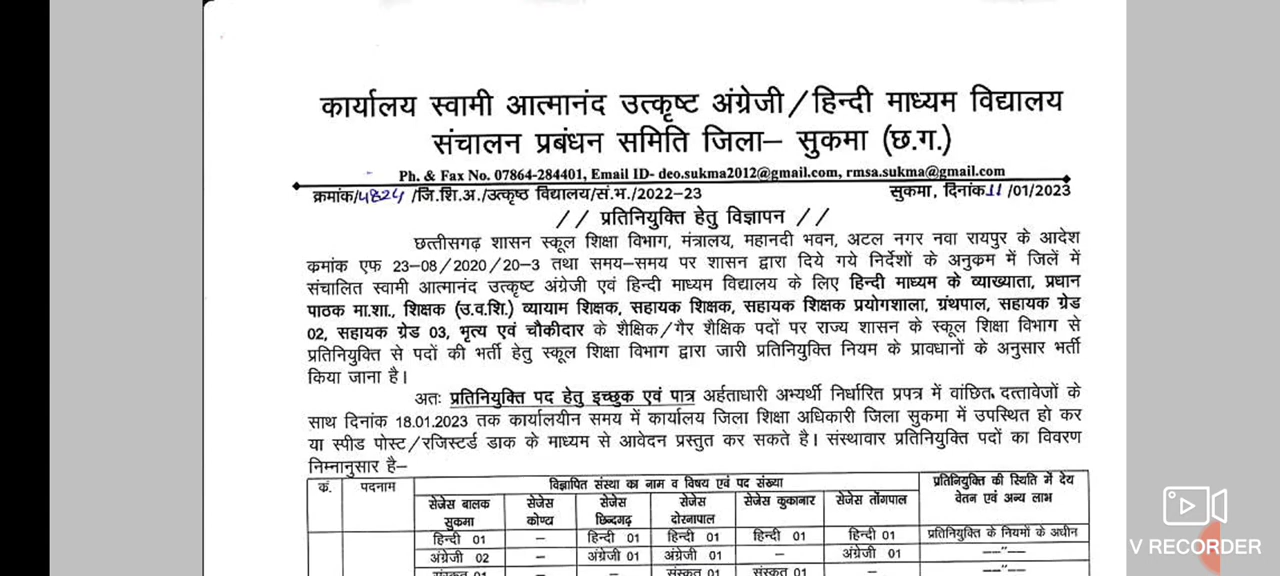 कार्यालय स्वामी आत्मानंद उत्कृष्ट अंग्रेजी/हिन्दी माध्यम विद्यालय
संचालन प्रबंधन समिति जिला– सुकमा (छ.ग.)
Ph. & Fax No. 07864-284401, Email ID- deo.sukma2012@gmail.com, rmsa.sukma@gmail.com
क्रमांक/4824/जि.शि.अ./उत्कृष्ठ विद्यालय/सं.भ./2022-23 सुकमा, दिनांक 11/01/2023
// प्रतिनियुक्ति हेतु विज्ञापन //
छत्तीसगढ़ शासन स्कूल शिक्षा विभाग, मंत्रालय, महानदी भवन, अटल नगर नवा रायपुर के आदेश
क्रमांक एफ 23–08/2020/20–3 तथा समय–समय पर शासन द्वारा दिये गये निर्देशों के अनुक्रम में जिलें में
संचालित स्वामी आत्मानंद उत्कृष्ट अंग्रेजी एवं हिन्दी माध्यम विद्यालय के लिए हिन्दी माध्यम के व्याख्याता, प्रधान
पाठक मा.शा., शिक्षक (उ.व.शि.) व्यायाम शिक्षक, सहायक शिक्षक, सहायक शिक्षक प्रयोगशाला, ग्रंथपाल, सहायक ग्रेड
02, सहायक ग्रेड 03, भृत्य एवं चौकीदार के शैक्षिक/गैर शैक्षिक पदों पर राज्य शासन के स्कूल शिक्षा विभाग से
प्रतिनियुक्ति से पदों की भर्ती हेतु स्कूल शिक्षा विभाग द्वारा जारी प्रतिनियुक्ति नियम के प्रावधानों के अनुसार भर्ती
किया जाना है।
अतः प्रतिनियुक्ति पद हेतु इच्छुक एवं पात्र अर्हताधारी अभ्यर्थी निर्धारित प्रपत्र में वांछित दस्तावेजों के
साथ दिनांक 18.01.2023 तक कार्यालयीन समय में कार्यालय जिला शिक्षा अधिकारी जिला सुकमा में उपस्थित हो कर
या स्पीड पोस्ट/रजिस्टर्ड डाक के माध्यम से आवेदन प्रस्तुत कर सकते है। संस्थावार प्रतिनियुक्ति पदों का विवरण
निम्नानुसार है–
कं. पदनाम विज्ञापित संस्था का नाम व विषय एवं पद संख्या प्रतिनियुक्ति की स्थिति में देय
वेतन एवं अन्य लाभ
सेजेस बालक सेजेस सेजेस सेजेस सेजेस कुकानार सेजेस तोंगपाल
सुकमा कोण्टा छिन्दगढ़ दोरनापाल
हिन्दी 01 – हिन्दी 01 हिन्दी 01 हिन्दी 01 हिन्दी 01 प्रतिनियुक्ति के नियमों के अधीन
अंग्रेजी 02 – अंग्रेजी 01 अंग्रेजी 01 – अंग्रेजी 01 ––"––
संस्कृत 01 – – संस्कृत 01 संस्कृत 01 – ––"––
V RECORDER